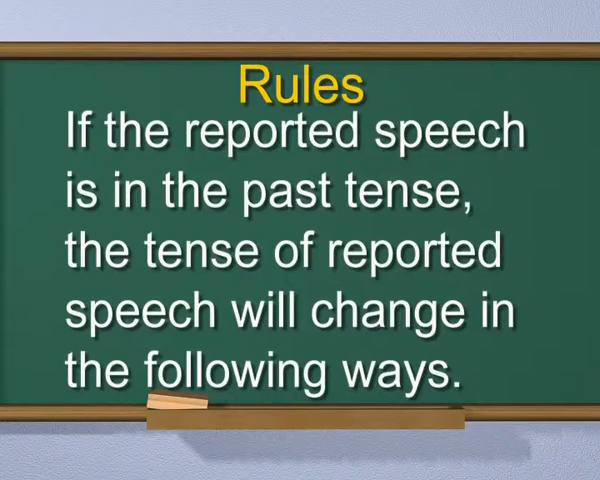 Rules
If the reported speech
is in the past tense,
the tense of reported
speech will change in
the following ways.